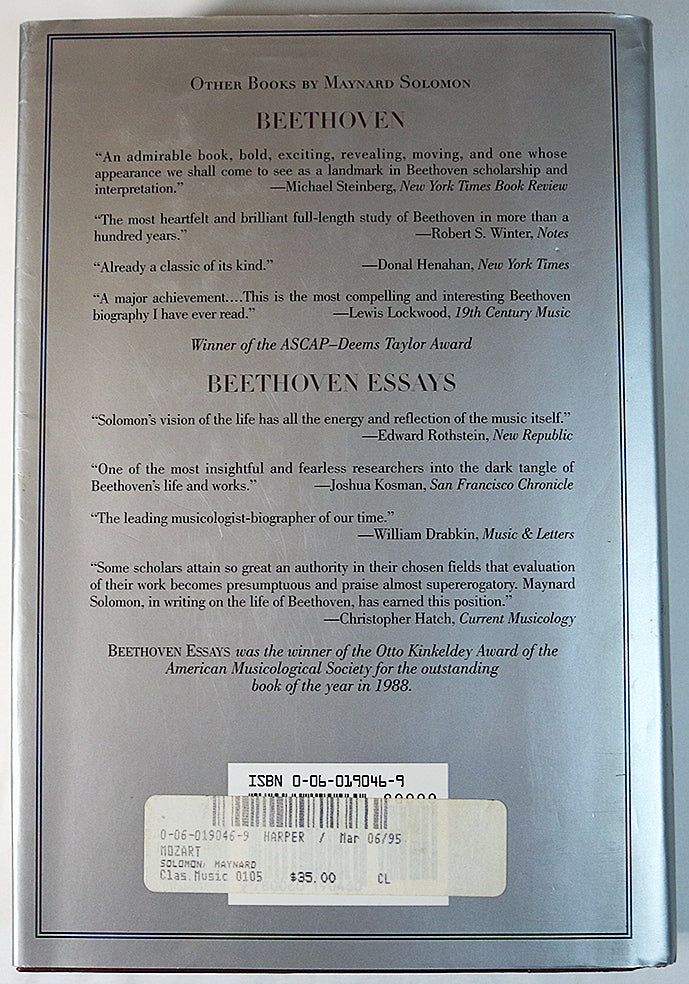 OTHER BOOKS BY MAYNARD SOLOMON
BEETHOVEN
“An admirable book, bold, exciting, revealing, moving, and one whose
appearance we shall come to see as a landmark in Beethoven scholarship and
interpretation.” —Michael Steinberg, New York Times Book Review
“The most heartfelt and brilliant full-length study of Beethoven in more than a
hundred years.” —Robert S. Winter, Notes
“Already a classic of its kind.” —Donal Henahan, New York Times
“A major achievement....This is the most compelling and interesting Beethoven
biography I have ever read.” —Lewis Lockwood, 19th Century Music
Winner of the ASCAP–Deems Taylor Award
BEETHOVEN ESSAYS
“Solomon’s vision of the life has all the energy and reflection of the music itself.”
—Edward Rothstein, New Republic
“One of the most insightful and fearless researchers into the dark tangle of
Beethoven’s life and works.” —Joshua Kosman, San Francisco Chronicle
“The leading musicologist-biographer of our time.”
—William Drabkin, Music & Letters
“Some scholars attain so great an authority in their chosen fields that evaluation
of their work becomes presumptuous and praise almost supererogatory. Maynard
Solomon, in writing on the life of Beethoven, has earned this position.”
—Christopher Hatch, Current Musicology
BEETHOVEN ESSAYS was the winner of the Otto Kinkeldey Award of the
American Musicological Society for the outstanding
book of the year in 1988.
ISBN 0-06-019046-9
0-06-019046-9 HARPER / Mar 06/95
MOZART
SOLOMON, MAYNARD
Clas.Music 0105 $35.00 CL